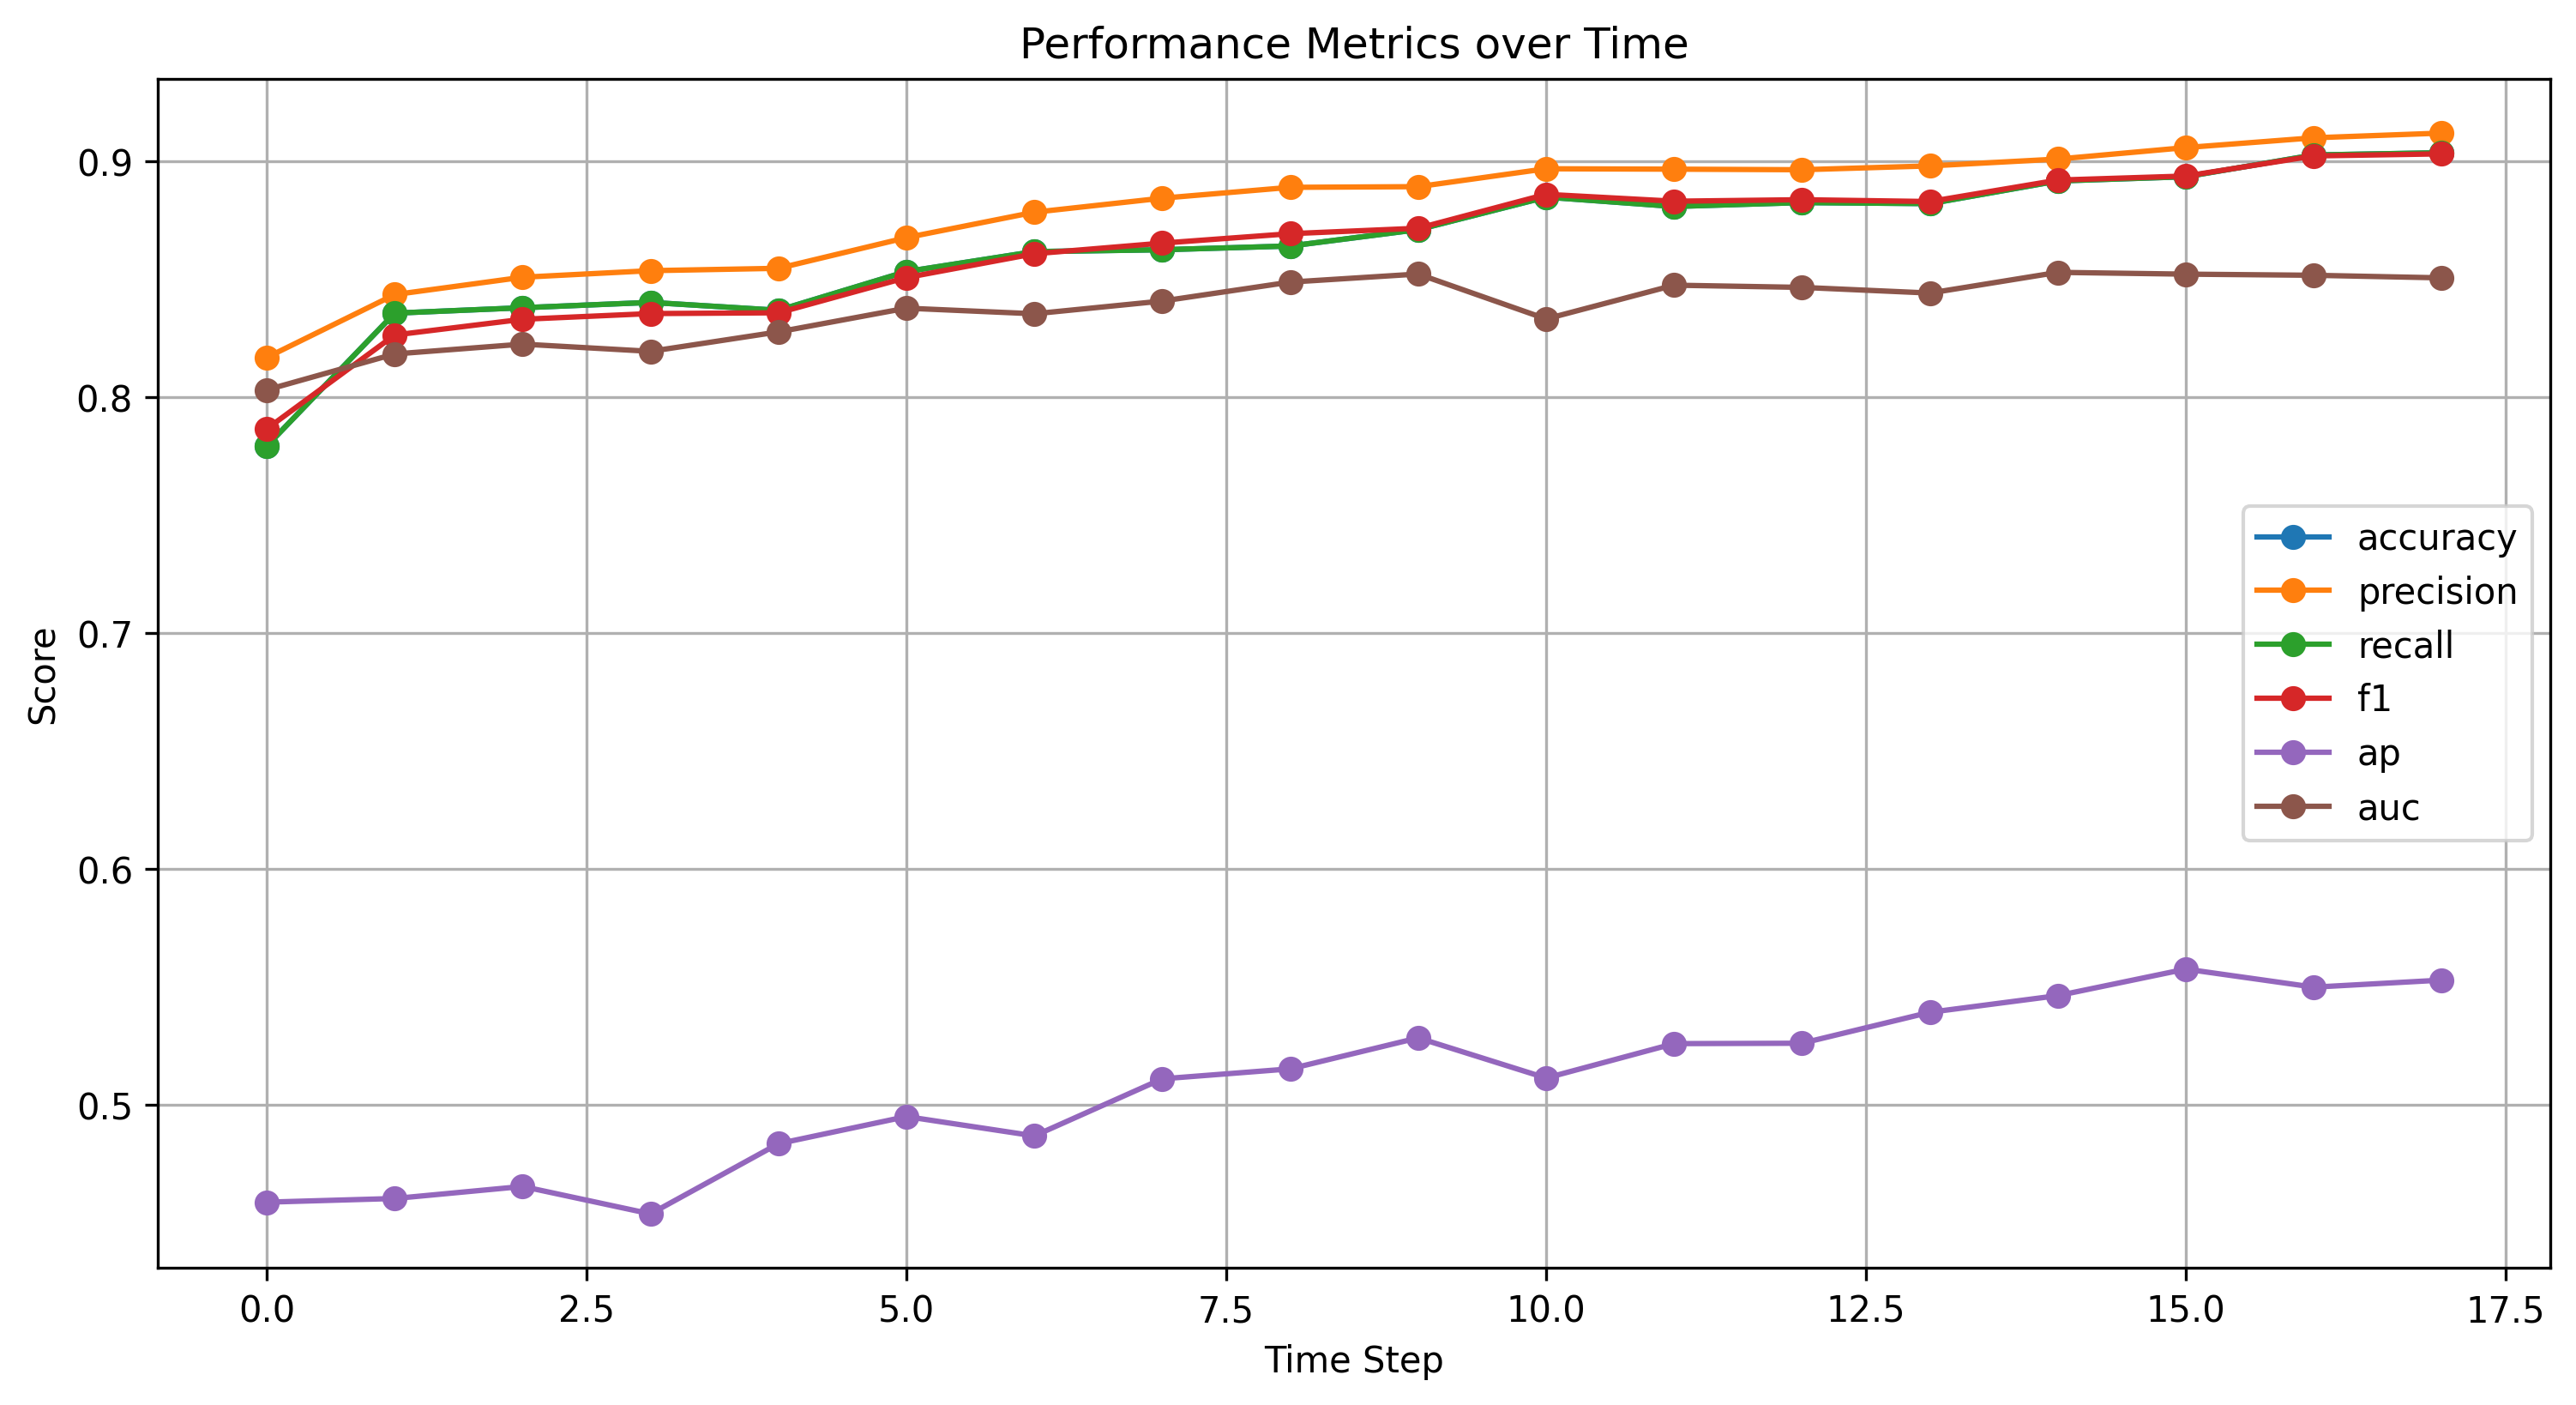 Performance Metrics over Time
0.9
0.8
0.7
0.6
0.5
Score
accuracy
precision
recall
f1
ap
auc
0.0 2.5 5.0 7.5 10.0 12.5 15.0 17.5
Time Step